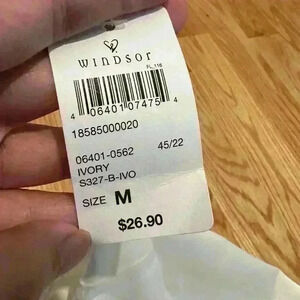 WINDSOR
FL_116
4 06401 07475 4
18585000020
06401-0562 45/22
IVORY
S327-B-IVO
SIZE M
$26.90